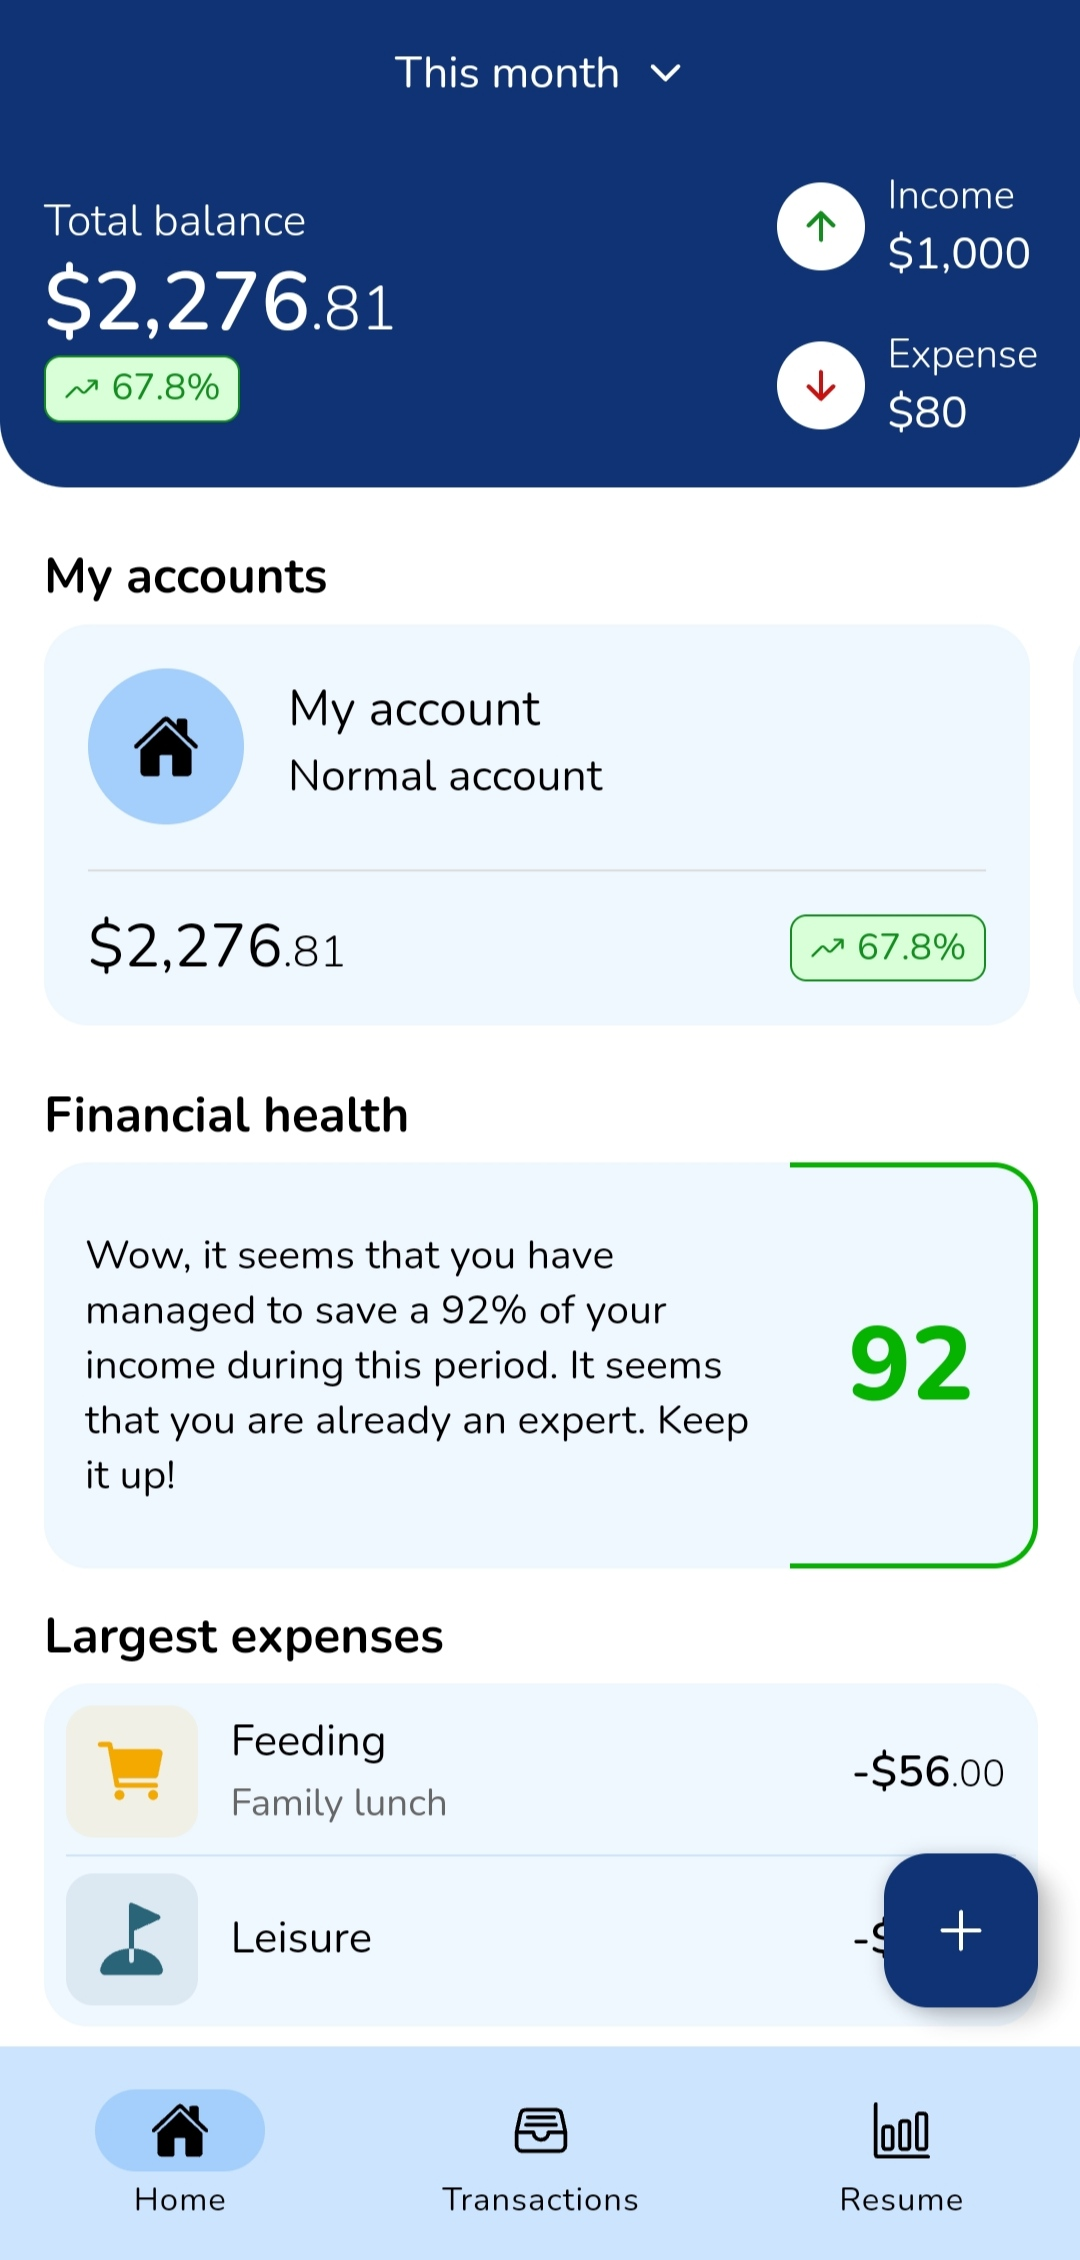 This month
Total balance
$2,276.81
67.8%
Income
$1,000
Expense
$80
My accounts
My account
Normal account
$2,276.81
67.8%
Financial health
Wow, it seems that you have
managed to save a 92% of your
income during this period. It seems
that you are already an expert. Keep
it up!
92
Largest expenses
Feeding
Family lunch
-$56.00
Leisure
-$
Home
Transactions
Resume